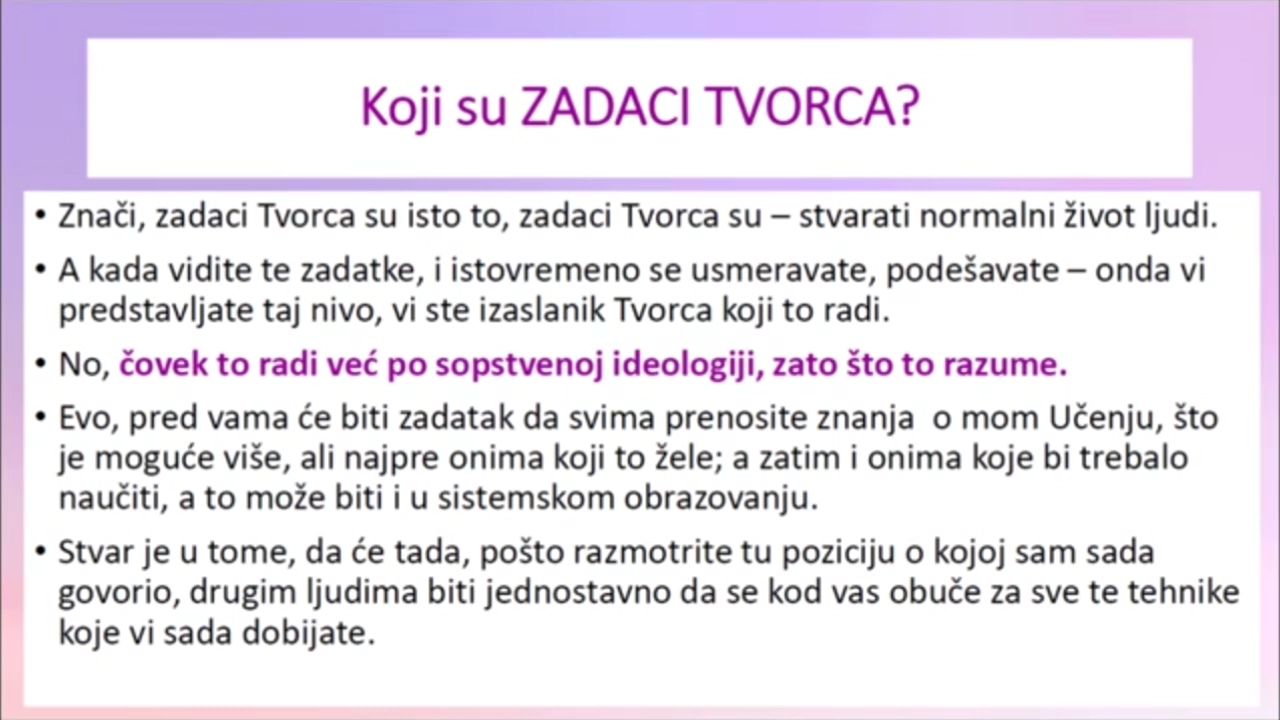 Koji su ZADACI TVORCA?
• Znači, zadaci Tvorca su isto to, zadaci Tvorca su – stvarati normalni život ljudi.
• A kada vidite te zadatke, i istovremeno se usmeravate, podešavate – onda vi
predstavljate taj nivo, vi ste izaslanik Tvorca koji to radi.
• No, čovek to radi već po sopstvenoj ideologiji, zato što to razume.
• Evo, pred vama će biti zadatak da svima prenosite znanja  o mom Učenju, što
je moguće više, ali najpre onima koji to žele; a zatim i onima koje bi trebalo
naučiti, a to može biti i u sistemskom obrazovanju.
• Stvar je u tome, da će tada, pošto razmotrite tu poziciju o kojoj sam sada
govorio, drugim ljudima biti jednostavno da se kod vas obuče za sve te tehnike
koje vi sada dobijate.